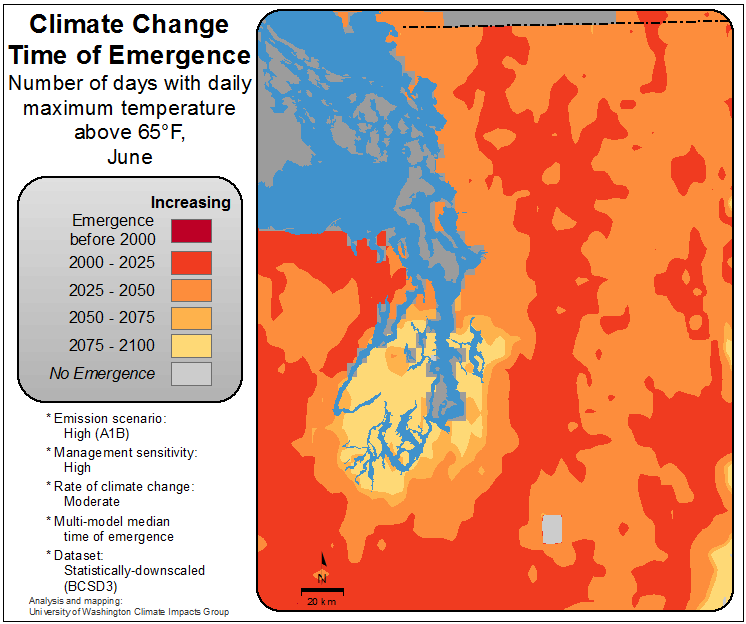 Climate Change
Time of Emergence
Number of days with daily
maximum temperature
above 65°F,
June
Increasing
Emergence
before 2000
2000 - 2025
2025 - 2050
2050 - 2075
2075 - 2100
No Emergence
* Emission scenario:
High (A1B)
* Management sensitivity:
High
* Rate of climate change:
Moderate
* Multi-model median
time of emergence
* Dataset:
Statistically-downscaled
(BCSD3)
Analysis and mapping:
University of Washington Climate Impacts Group
N
20 km